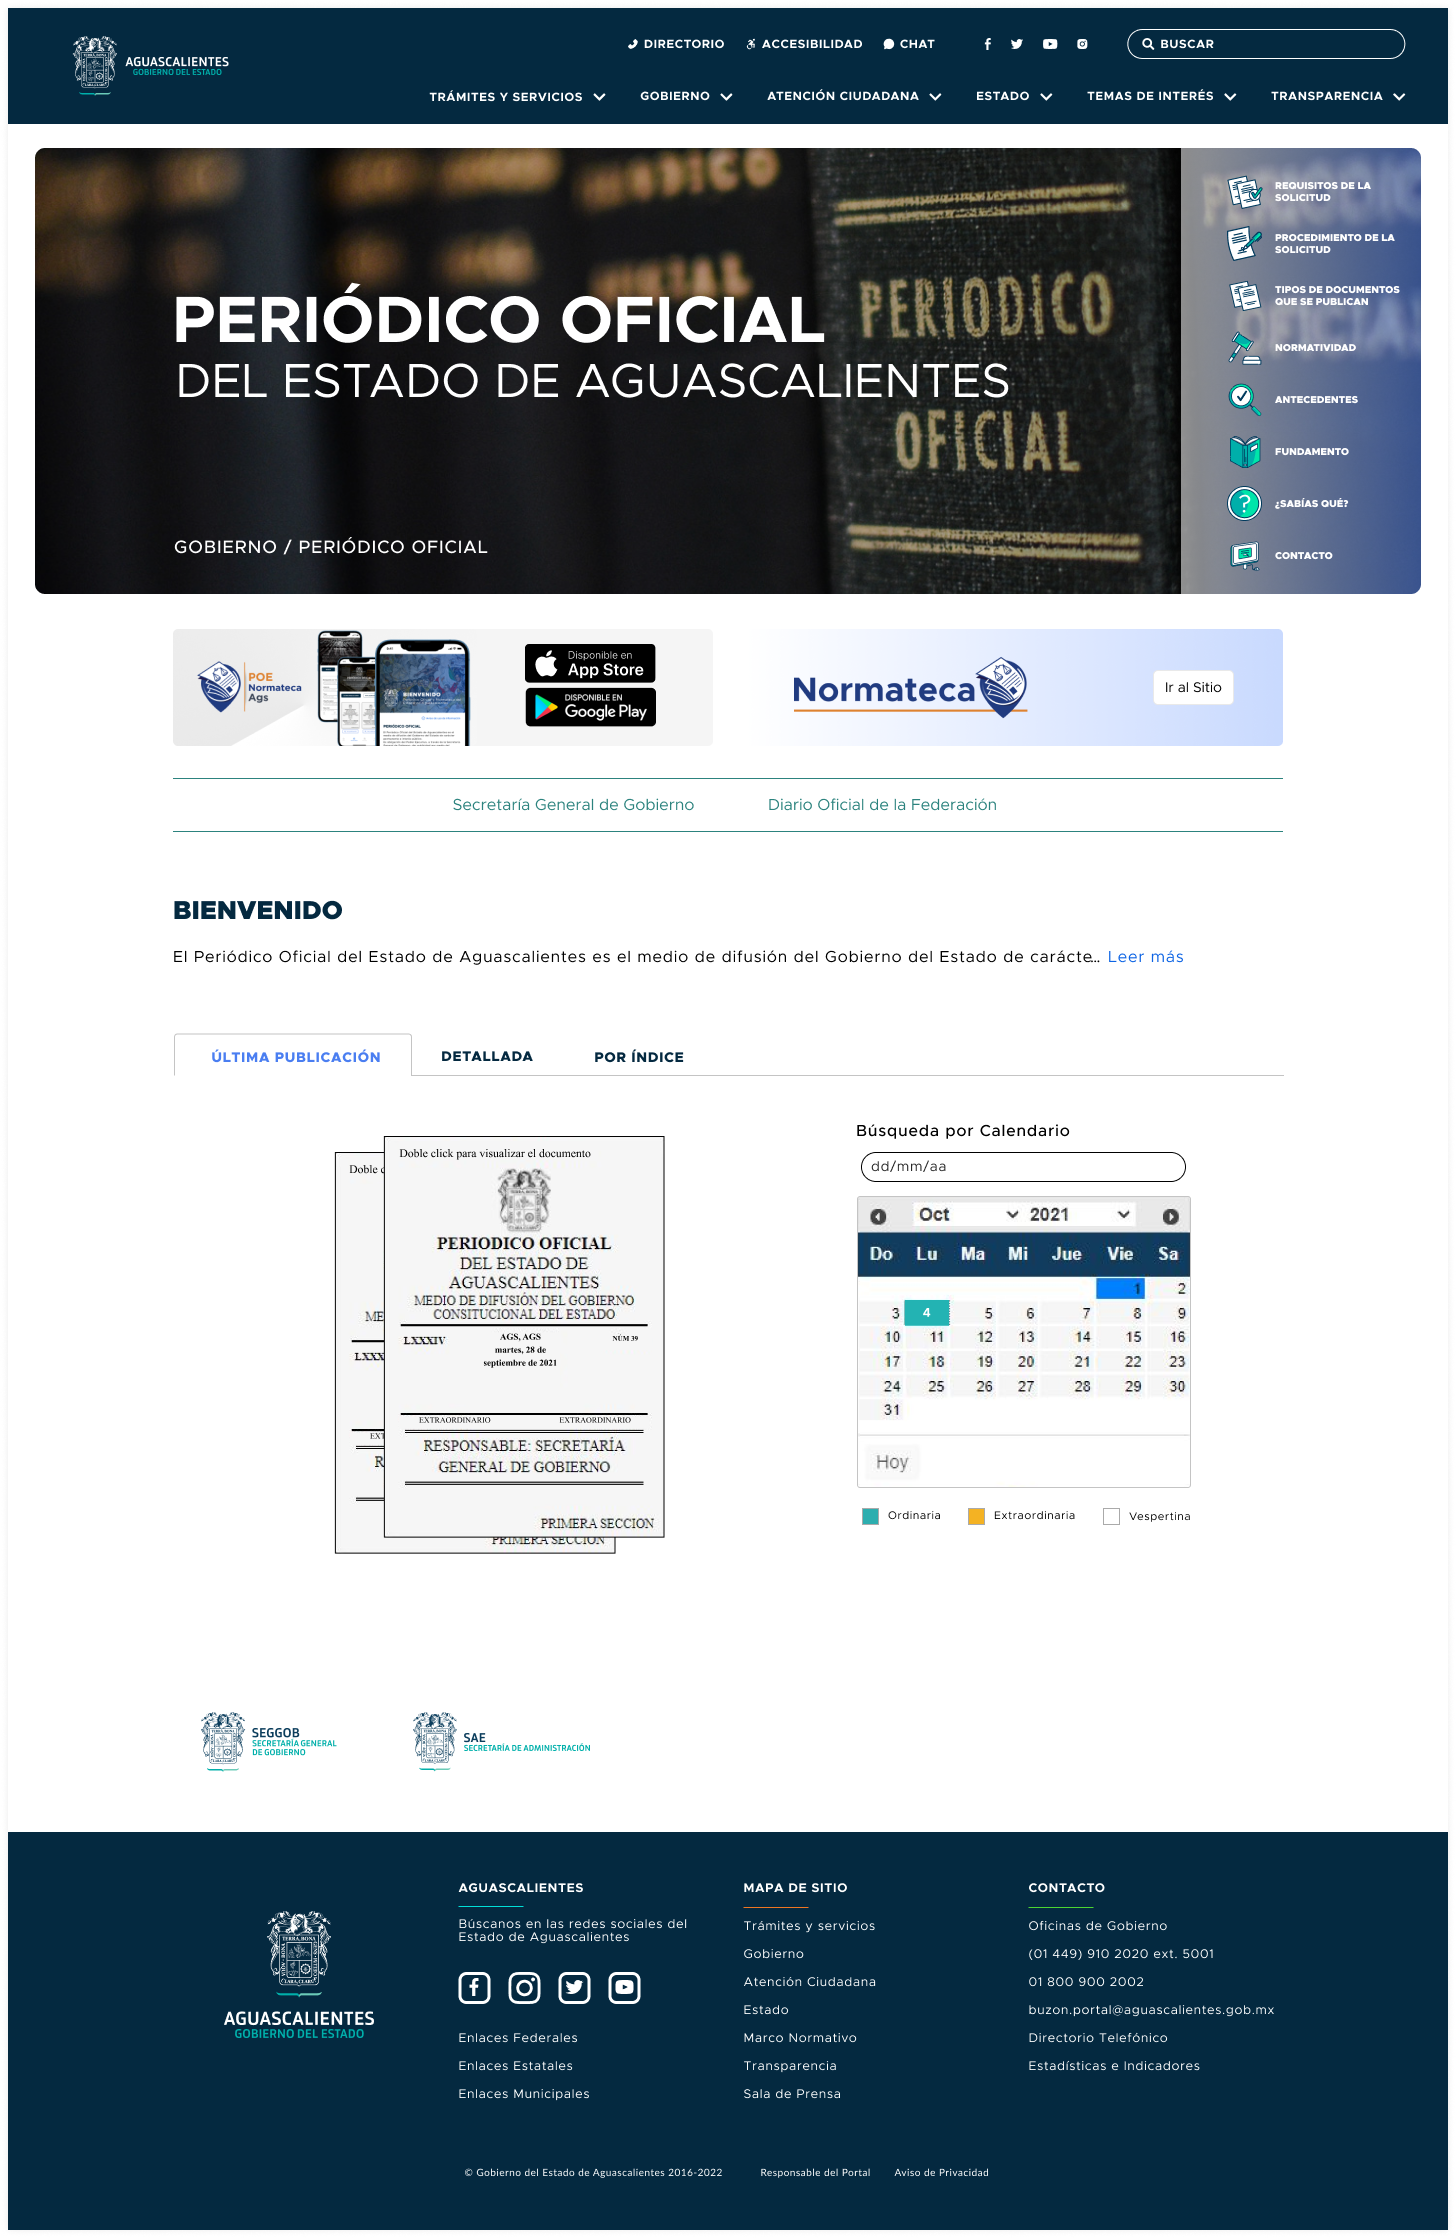 AGUASCALIENTES
GOBIERNO DEL ESTADO
DIRECTORIO
ACCESIBILIDAD
CHAT
BUSCAR
TRÁMITES Y SERVICIOS
GOBIERNO
ATENCIÓN CIUDADANA
ESTADO
TEMAS DE INTERÉS
TRANSPARENCIA
PERIÓDICO OFICIAL
DEL ESTADO DE AGUASCALIENTES
GOBIERNO / PERIÓDICO OFICIAL
PERIODICO
OFICIAL
REQUISITOS DE LA
SOLICITUD
PROCEDIMIENTO DE LA
SOLICITUD
TIPOS DE DOCUMENTOS
QUE SE PUBLICAN
NORMATIVIDAD
ANTECEDENTES
FUNDAMENTO
¿SABÍAS QUÉ?
CONTACTO
POE
Normateca
Ags
BIENVENIDO
PERIÓDICO OFICIAL
Disponible en
App Store
DISPONIBLE EN
Google Play
Normateca
Ir al Sitio
Secretaría General de Gobierno
Diario Oficial de la Federación
BIENVENIDO
El Periódico Oficial del Estado de Aguascalientes es el medio de difusión del Gobierno del Estado de carácte... Leer más
ÚLTIMA PUBLICACIÓN
DETALLADA
POR ÍNDICE
Doble c
ME
LXXX
EXT
R
PRIMERA SECCION
Doble click para visualizar el documento
PERIODICO OFICIAL
DEL ESTADO DE
AGUASCALIENTES
MEDIO DE DIFUSIÓN DEL GOBIERNO
CONSTITUCIONAL DEL ESTADO
LXXXIV
AGS, AGS
martes, 28 de
septiembre de 2021
NÚM 39
EXTRAORDINARIO EXTRAORDINARIO
RESPONSABLE: SECRETARÍA
GENERAL DE GOBIERNO
PRIMERA SECCION
Búsqueda por Calendario
dd/mm/aa
Oct 2021
Do Lu Ma Mi Jue Vie Sa
1 2
3 4 5 6 7 8 9
10 11 12 13 14 15 16
17 18 19 20 21 22 23
24 25 26 27 28 29 30
31
Hoy
Ordinaria
Extraordinaria
Vespertina
SEGGOB
SECRETARÍA GENERAL
DE GOBIERNO
SAE
SECRETARÍA DE ADMINISTRACIÓN
AGUASCALIENTES
GOBIERNO DEL ESTADO
AGUASCALIENTES
Búscanos en las redes sociales del
Estado de Aguascalientes
Enlaces Federales
Enlaces Estatales
Enlaces Municipales
MAPA DE SITIO
Trámites y servicios
Gobierno
Atención Ciudadana
Estado
Marco Normativo
Transparencia
Sala de Prensa
CONTACTO
Oficinas de Gobierno
(01 449) 910 2020 ext. 5001
01 800 900 2002
buzon.portal@aguascalientes.gob.mx
Directorio Telefónico
Estadísticas e Indicadores
© Gobierno del Estado de Aguascalientes 2016-2022
Responsable del Portal
Aviso de Privacidad